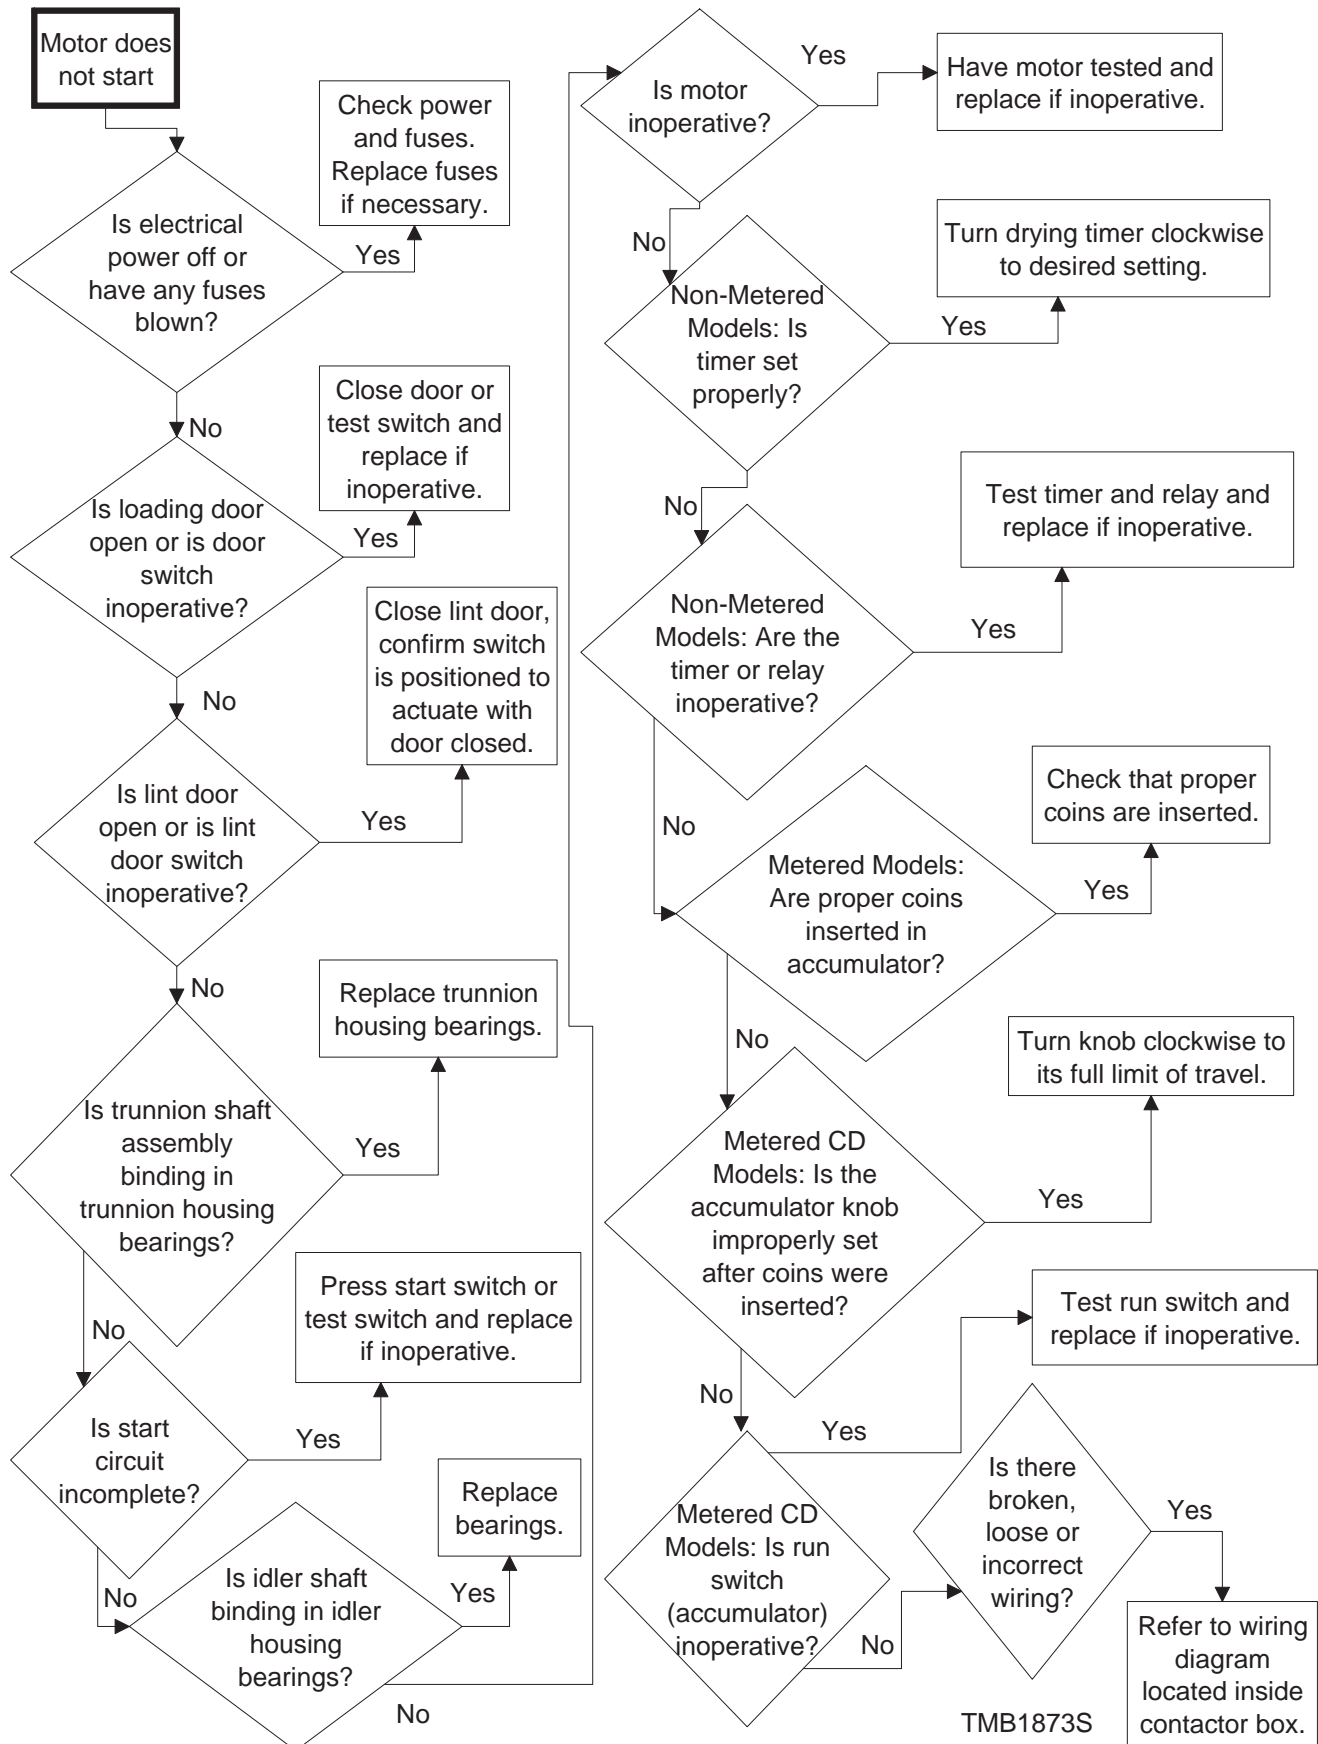 Motor does
not start
Is electrical
power off or
have any fuses
blown?
Yes
Check power
and fuses.
Replace fuses
if necessary.
No
Is loading door
open or is door
switch
inoperative?
Yes
Close door or
test switch and
replace if
inoperative.
No
Is lint door
open or is lint
door switch
inoperative?
Yes
Close lint door,
confirm switch
is positioned to
actuate with
door closed.
No
Is trunnion shaft
assembly
binding in
trunnion housing
bearings?
Yes
Replace trunnion
housing bearings.
No
Is start
circuit
incomplete?
Yes
Press start switch or
test switch and replace
if inoperative.
No
Is idler shaft
binding in idler
housing
bearings?
Yes
Replace
bearings.
No
Is motor
inoperative?
Yes
Have motor tested and
replace if inoperative.
No
Non-Metered
Models: Is
timer set
properly?
Yes
Turn drying timer clockwise
to desired setting.
No
Non-Metered
Models: Are the
timer or relay
inoperative?
Yes
Test timer and relay and
replace if inoperative.
No
Metered Models:
Are proper coins
inserted in
accumulator?
Yes
Check that proper
coins are inserted.
No
Metered CD
Models: Is the
accumulator knob
improperly set
after coins were
inserted?
Yes
Turn knob clockwise to
its full limit of travel.
No
Metered CD
Models: Is run
switch
(accumulator)
inoperative?
Yes
Test run switch and
replace if inoperative.
No
Is there
broken,
loose or
incorrect
wiring?
Yes
Refer to wiring
diagram
located inside
contactor box.
TMB1873S